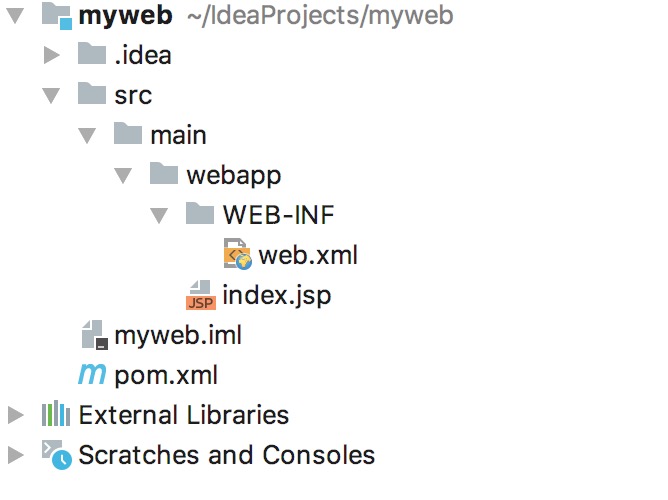 myweb ~/IdeaProjects/myweb
.idea
src
main
webapp
WEB-INF
web.xml
JSP index.jsp
myweb.iml
m pom.xml
External Libraries
Scratches and Consoles